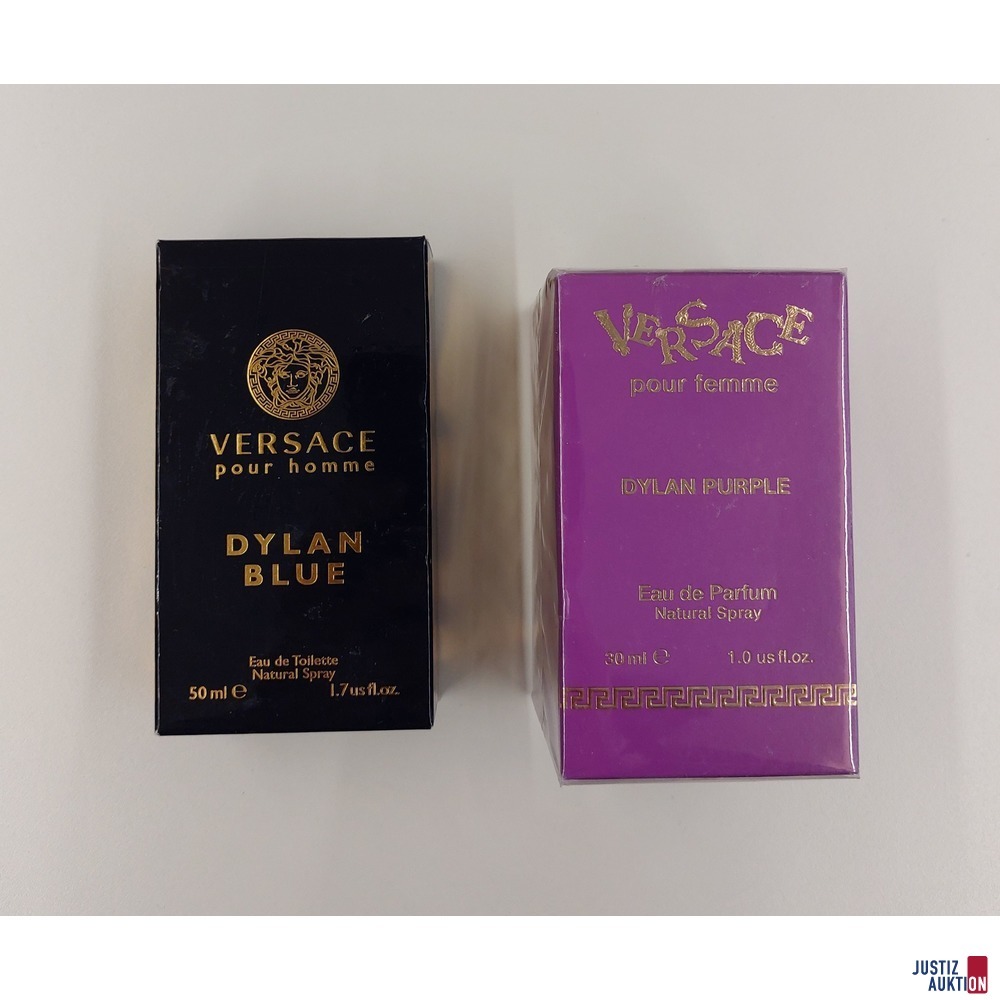 VERSACE
pour homme
DYLAN
BLUE
Eau de Toilette
Natural Spray
50 ml e 1.7 us fl.oz.
VERSACE
pour femme
DYLAN PURPLE
Eau de Parfum
Natural Spray
30 ml e 1.0 us fl.oz.
JUSTIZ
AUKTION